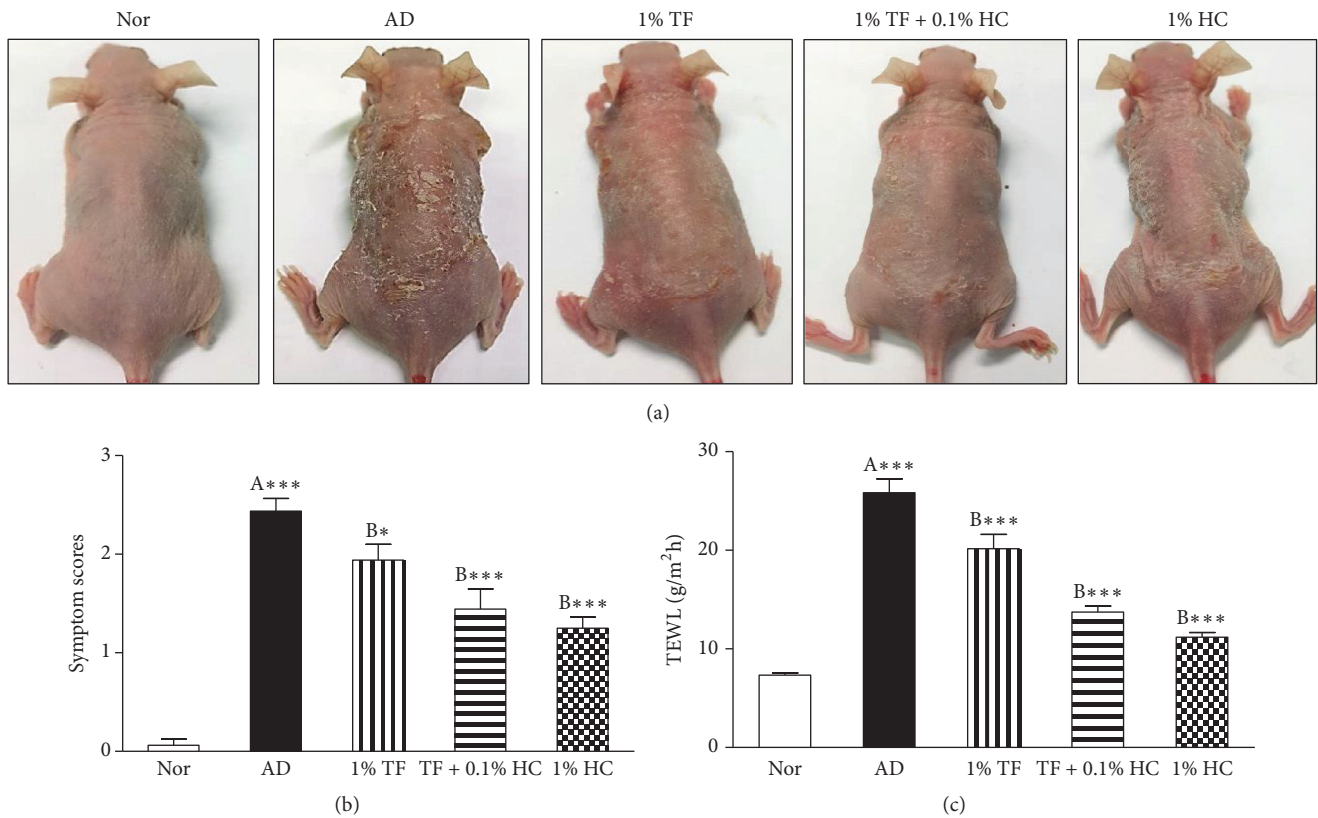 Nor AD 1% TF 1% TF + 0.1% HC 1% HC
(a)
3
2
1
0
Symptom scores
A∗∗∗
B∗
B∗∗∗
B∗∗∗
Nor AD 1% TF TF + 0.1% HC 1% HC
(b)
30
20
10
0
TEWL (g/m²h)
A∗∗∗
B∗∗∗
B∗∗∗
B∗∗∗
Nor AD 1% TF TF + 0.1% HC 1% HC
(c)